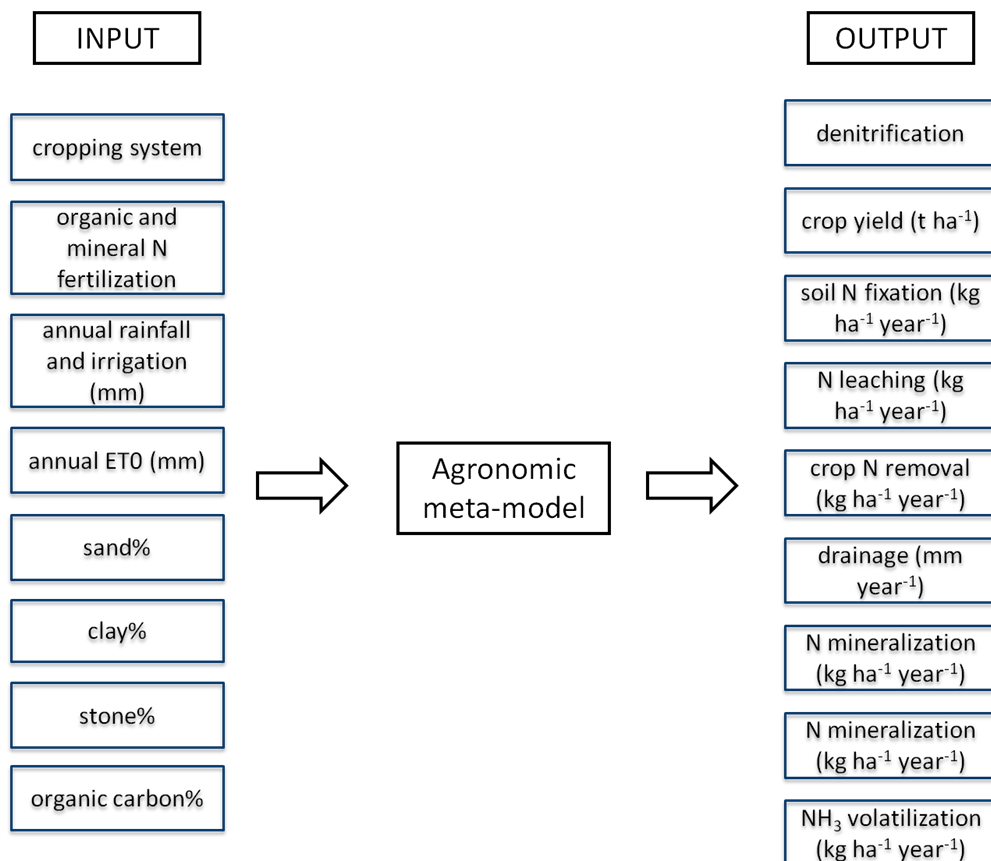 INPUT
cropping system
organic and
mineral N
fertilization
annual rainfall
and irrigation
(mm)
annual ET0 (mm)
sand%
clay%
stone%
organic carbon%
Agronomic
meta-model
OUTPUT
denitrification
crop yield (t ha⁻¹)
soil N fixation (kg
ha⁻¹ year⁻¹)
N leaching (kg
ha⁻¹ year⁻¹)
crop N removal
(kg ha⁻¹ year⁻¹)
drainage (mm
year⁻¹)
N mineralization
(kg ha⁻¹ year⁻¹)
N mineralization
(kg ha⁻¹ year⁻¹)
NH₃ volatilization
(kg ha⁻¹ year⁻¹)